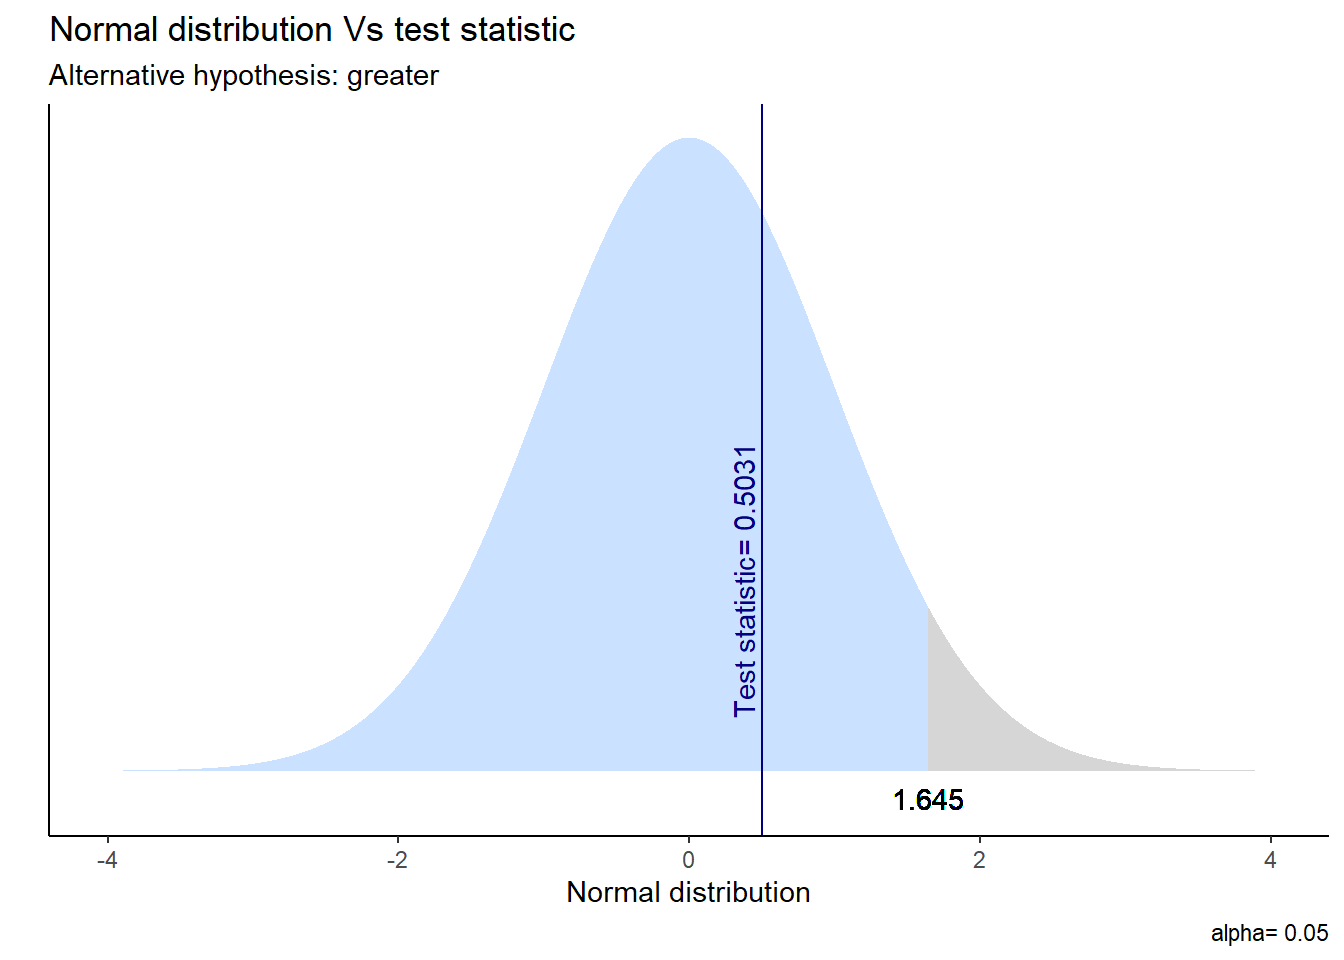 Normal distribution Vs test statistic
Alternative hypothesis: greater
Test statistic= 0.5031
1.645
-4 -2 0 2 4
Normal distribution
alpha= 0.05